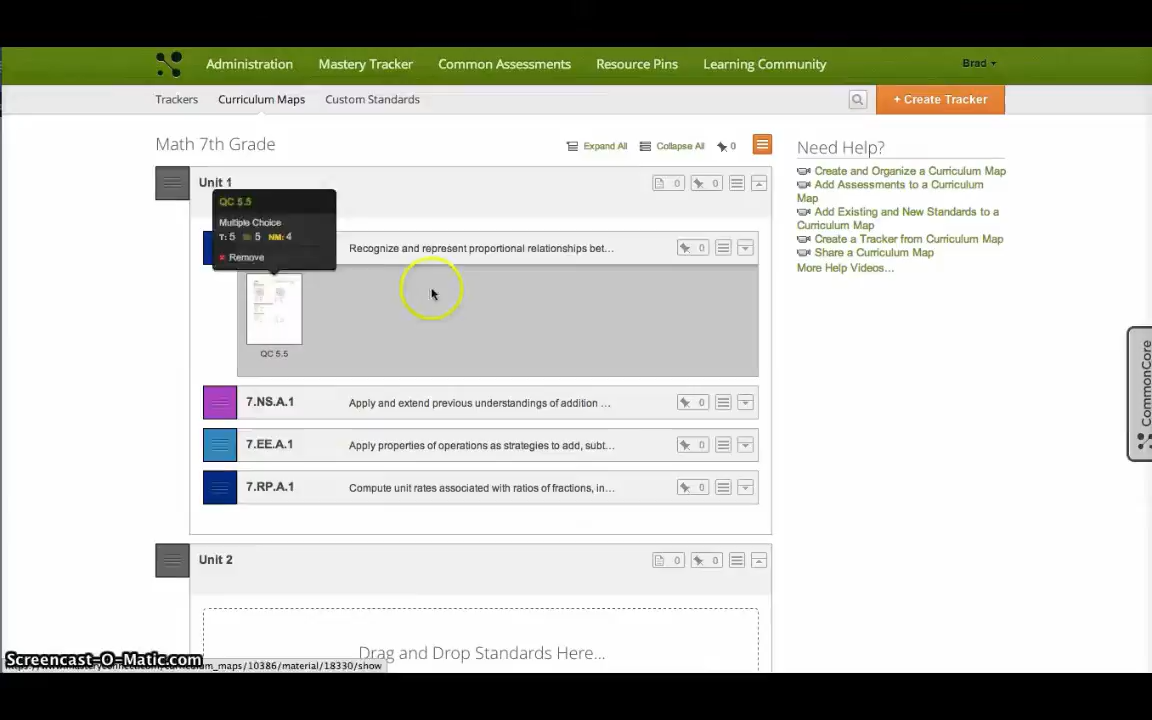 Administration Mastery Tracker Common Assessments Resource Pins Learning Community Brad
Trackers Curriculum Maps Custom Standards + Create Tracker
Math 7th Grade Expand All Collapse All 0
Need Help?
Create and Organize a Curriculum Map
Add Assessments to a Curriculum
Map
Add Existing and New Standards to a
Curriculum Map
Create a Tracker from Curriculum Map
Share a Curriculum Map
More Help Videos...
Unit 1 0 0
QC 5.5
Multiple Choice
T: 5 5 NM: 4
Remove
Recognize and represent proportional relationships bet... 0
QC 5.5
7.NS.A.1 Apply and extend previous understandings of addition ... 0
7.EE.A.1 Apply properties of operations as strategies to add, subt... 0
7.RP.A.1 Compute unit rates associated with ratios of fractions, in... 0
Unit 2 0 0
Drag and Drop Standards Here...
CommonCore
Screencast-O-Matic.com
curriculum_maps/10386/material/18330/show